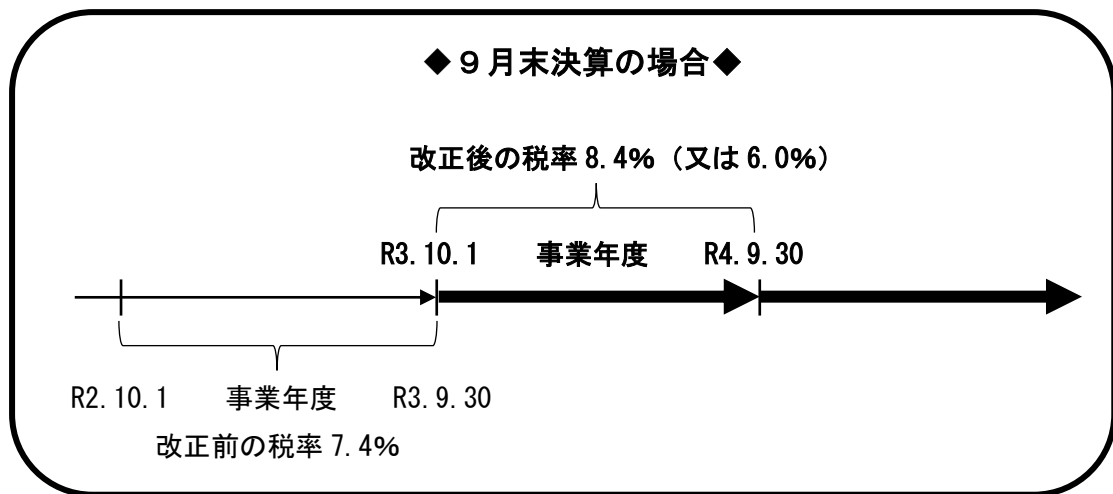 ◆９月末決算の場合◆
改正後の税率 8.4%（又は 6.0%）
R3.10.1 事業年度 R4.9.30
R2.10.1 事業年度 R3.9.30
改正前の税率 7.4%